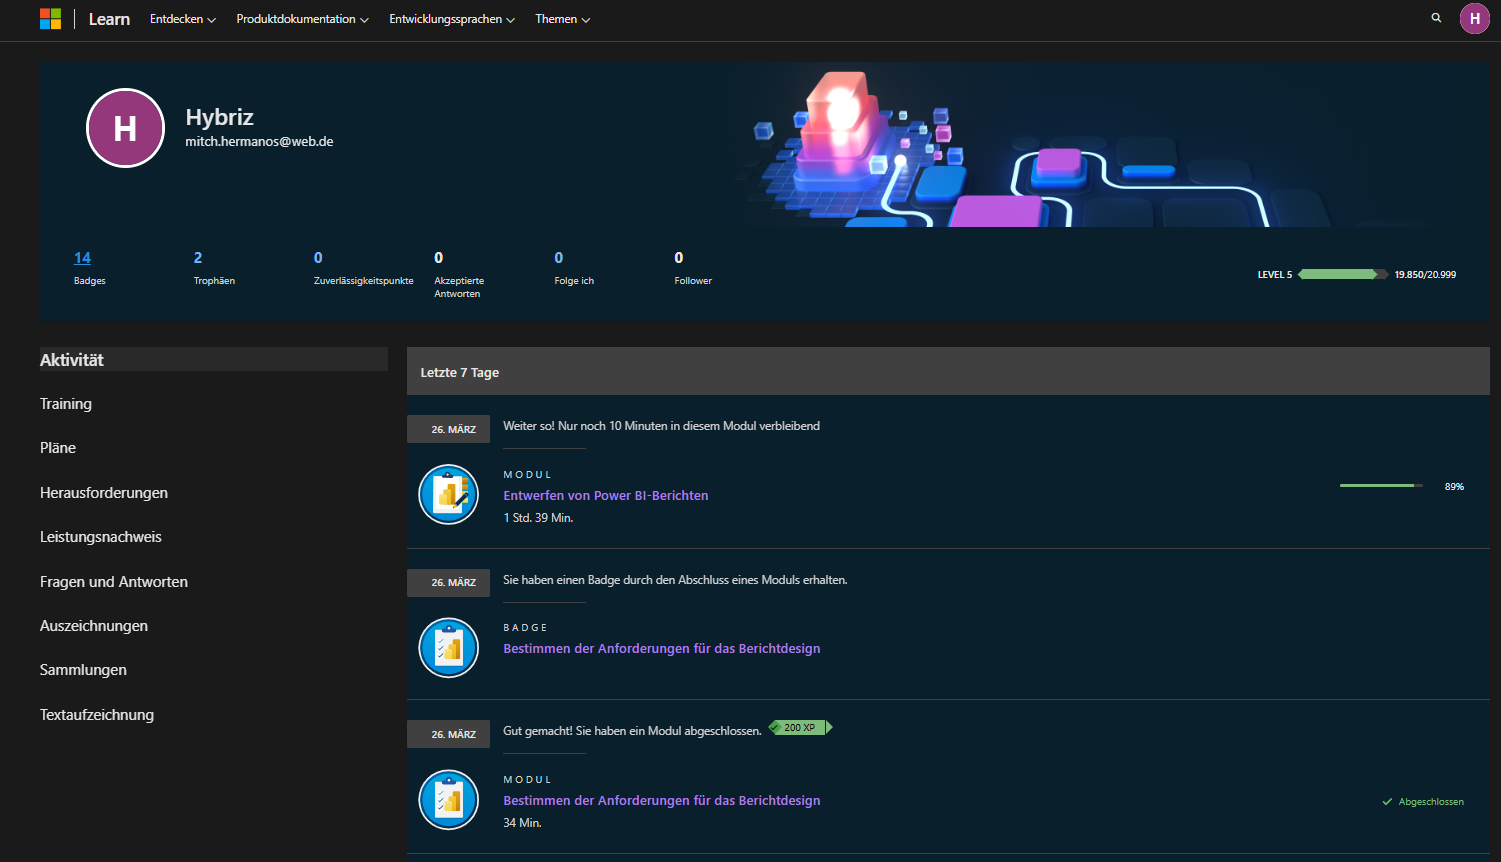 Learn Entdecken Produktdokumentation Entwicklungssprachen Themen H
H
Hybriz
mitch.hermanos@web.de
14 2 0 0 0 0
Badges Trophäen Zuverlässigkeitspunkte Akzeptierte Antworten Folge ich Follower
LEVEL 5 19.850/20.999
Aktivität
Training
Pläne
Herausforderungen
Leistungsnachweis
Fragen und Antworten
Auszeichnungen
Sammlungen
Textaufzeichnung
Letzte 7 Tage
26. MÄRZ Weiter so! Nur noch 10 Minuten in diesem Modul verbleibend
MODUL
Entwerfen von Power BI-Berichten
89%
1 Std. 39 Min.
26. MÄRZ Sie haben einen Badge durch den Abschluss eines Moduls erhalten.
BADGE
Bestimmen der Anforderungen für das Berichtdesign
26. MÄRZ Gut gemacht! Sie haben ein Modul abgeschlossen. 200 XP
MODUL
Bestimmen der Anforderungen für das Berichtdesign
Abgeschlossen
34 Min.